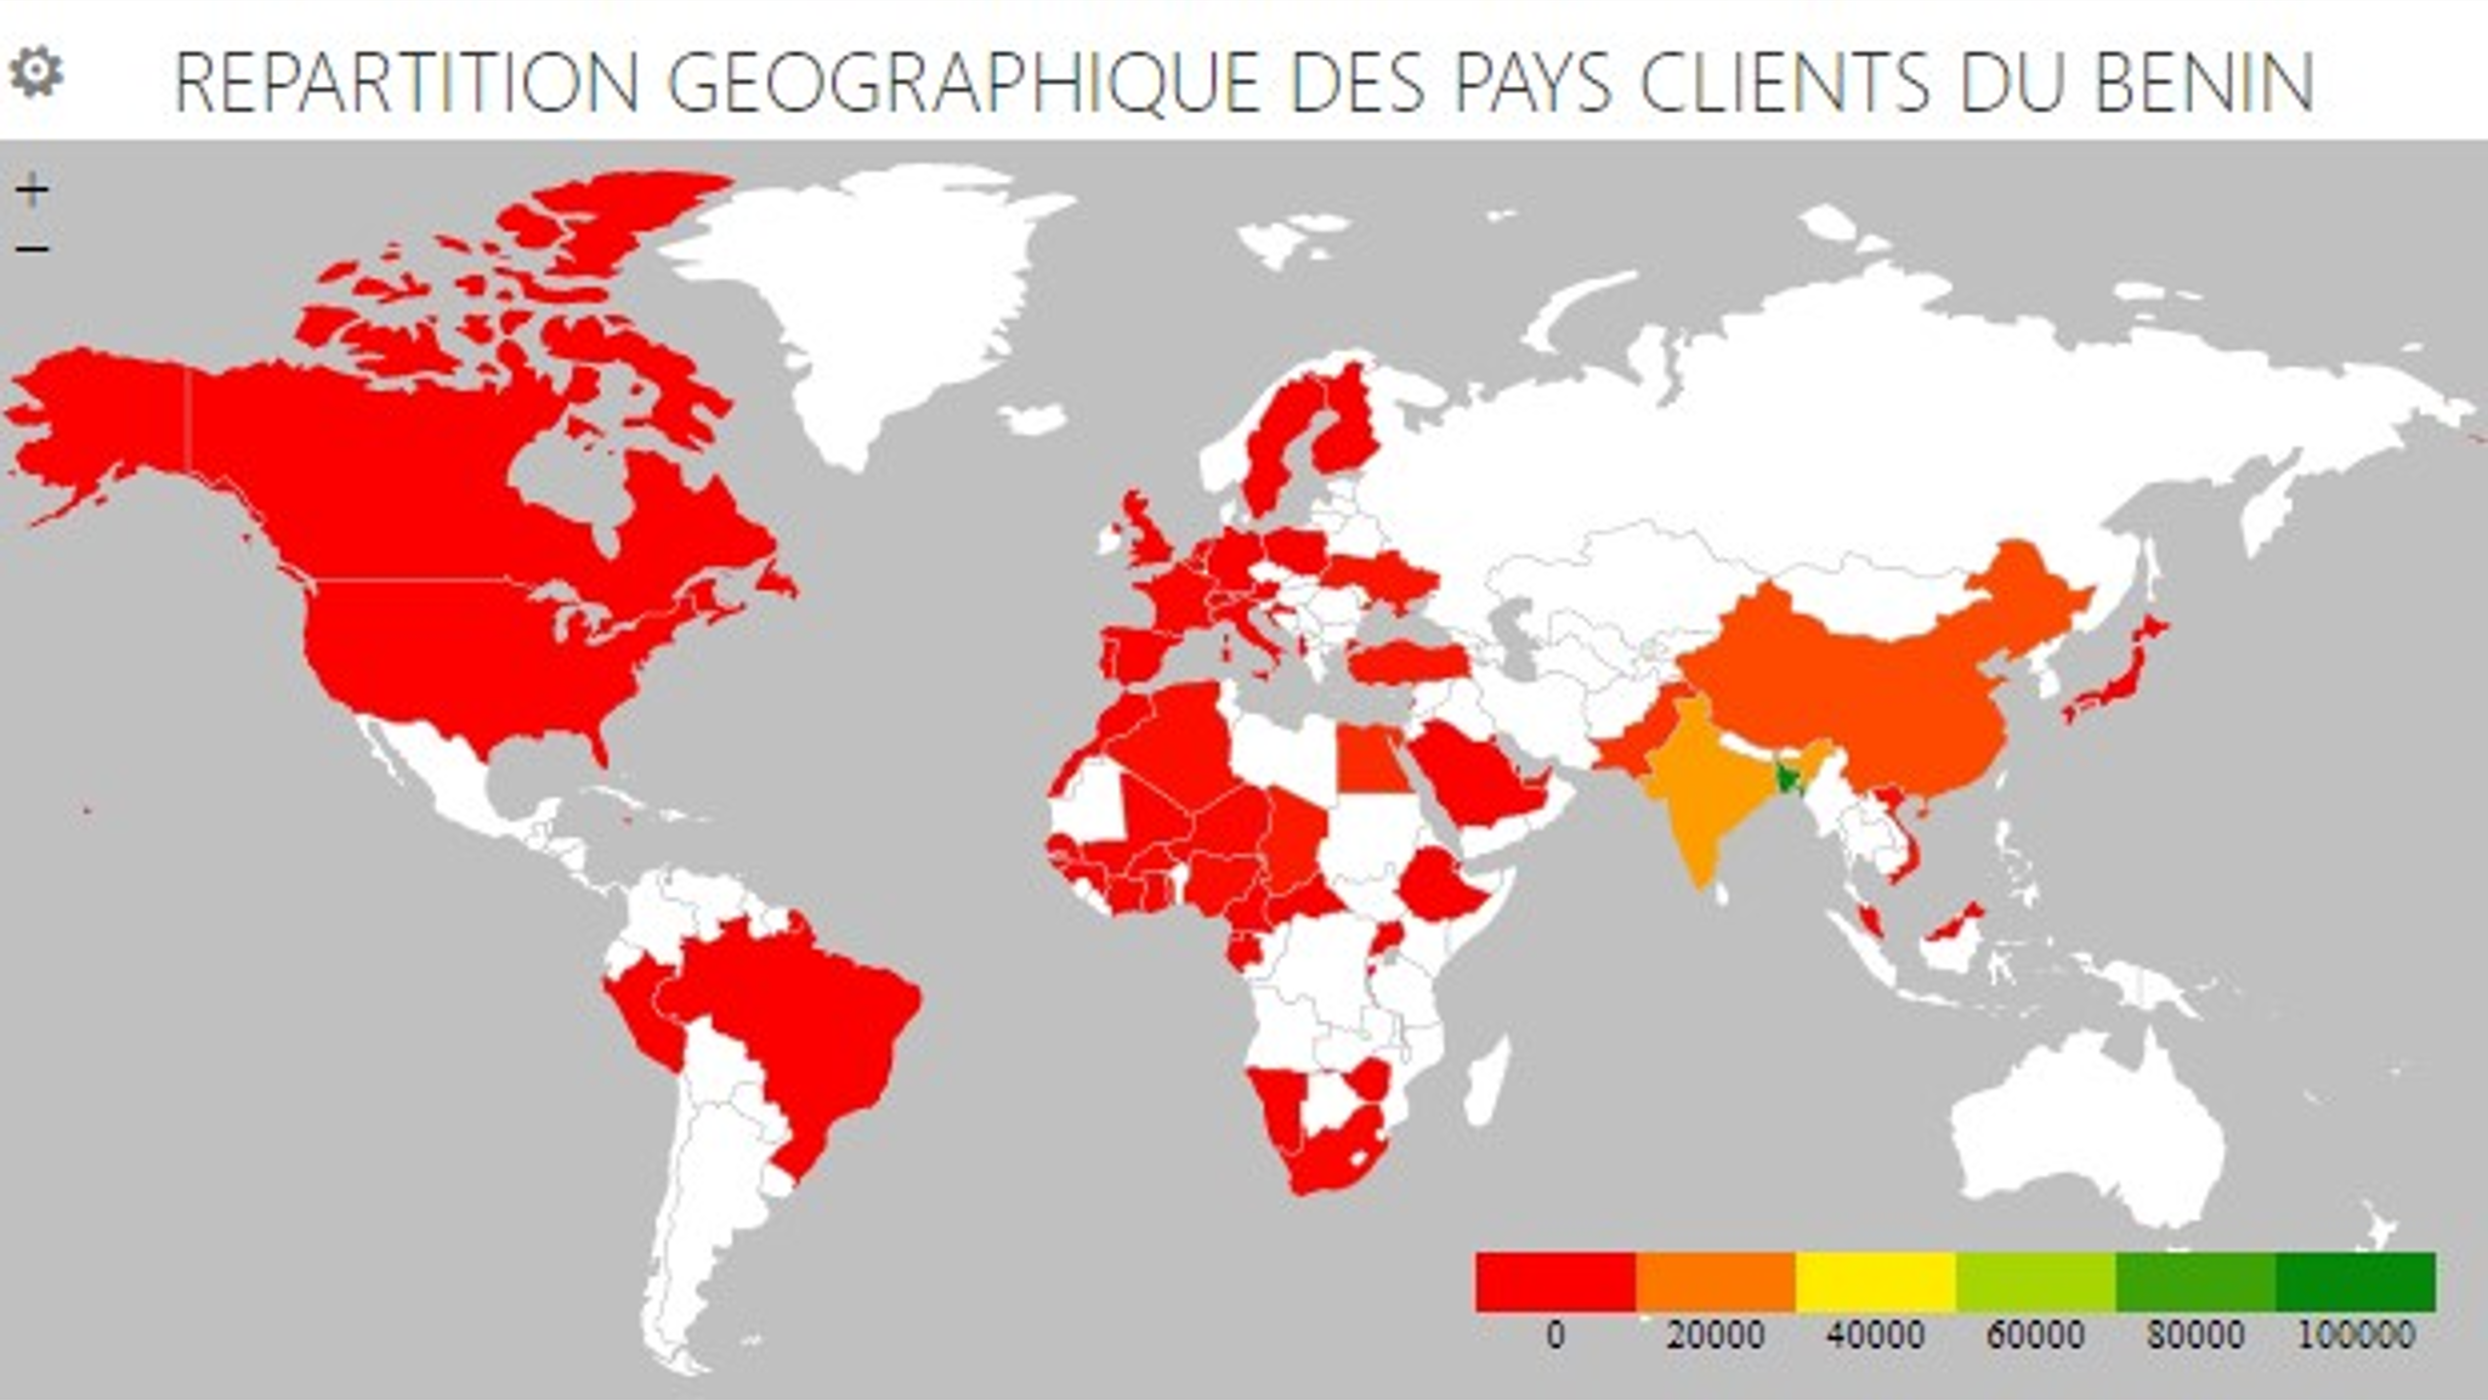 REPARTITION GEOGRAPHIQUE DES PAYS CLIENTS DU BENIN
+
−
0 20000 40000 60000 80000 100000